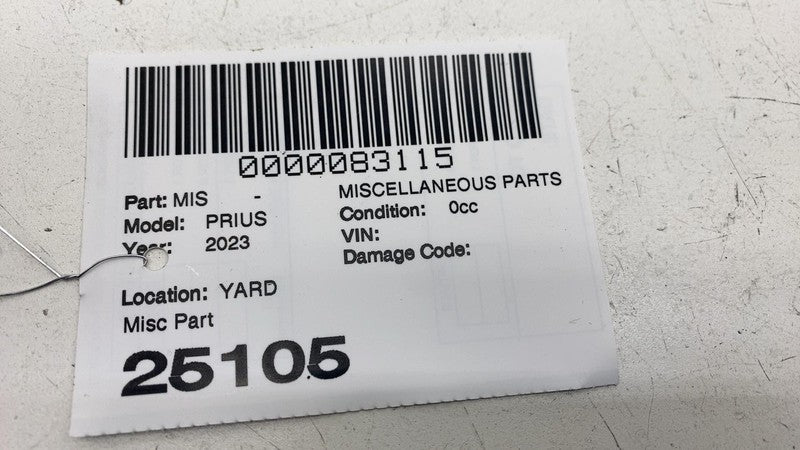 0000083115
Part: MIS - MISCELLANEOUS PARTS
Model: PRIUS Condition: 0cc
Year: 2023 VIN:
Damage Code:
Location: YARD
Misc Part
25105